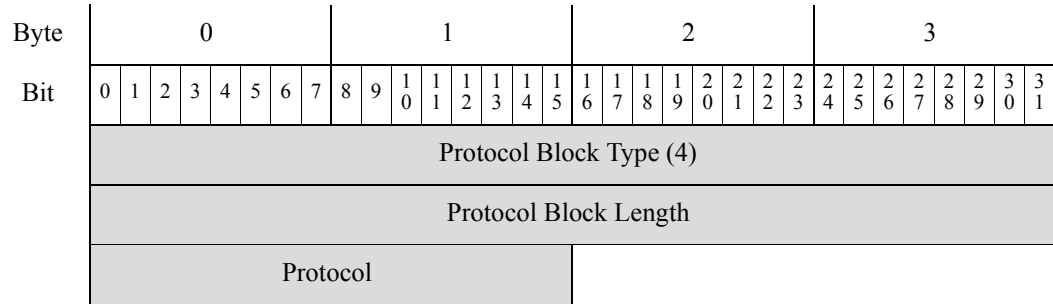 Byte 0 1 2 3
Bit 0 1 2 3 4 5 6 7 8 9 10 11 12 13 14 15 16 17 18 19 20 21 22 23 24 25 26 27 28 29 30 31
Protocol Block Type (4)
Protocol Block Length
Protocol